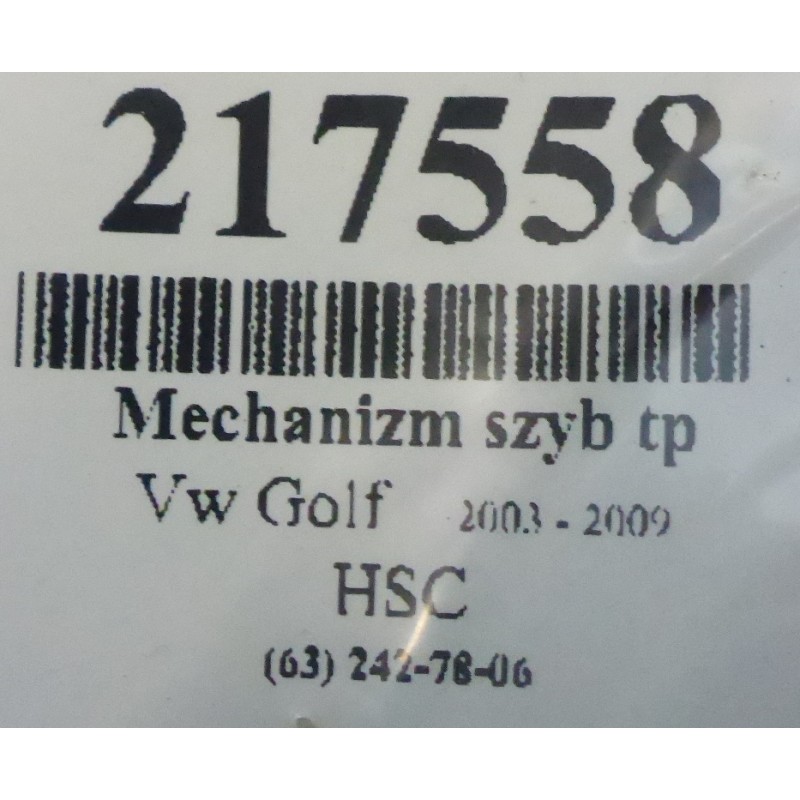 217558
Mechanizm szyb tp
Vw Golf 2003 - 2009
HSC
(63) 242-78-06